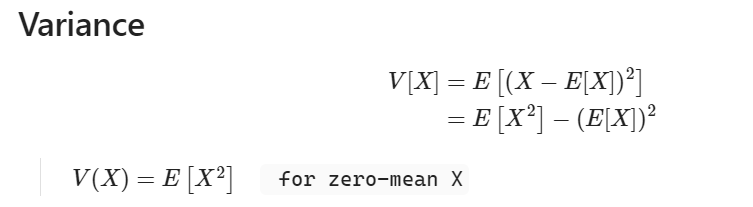 Variance
V[X] = E [(X − E[X])²]
= E [X²] − (E[X])²
V(X) = E [X²] for zero-mean X